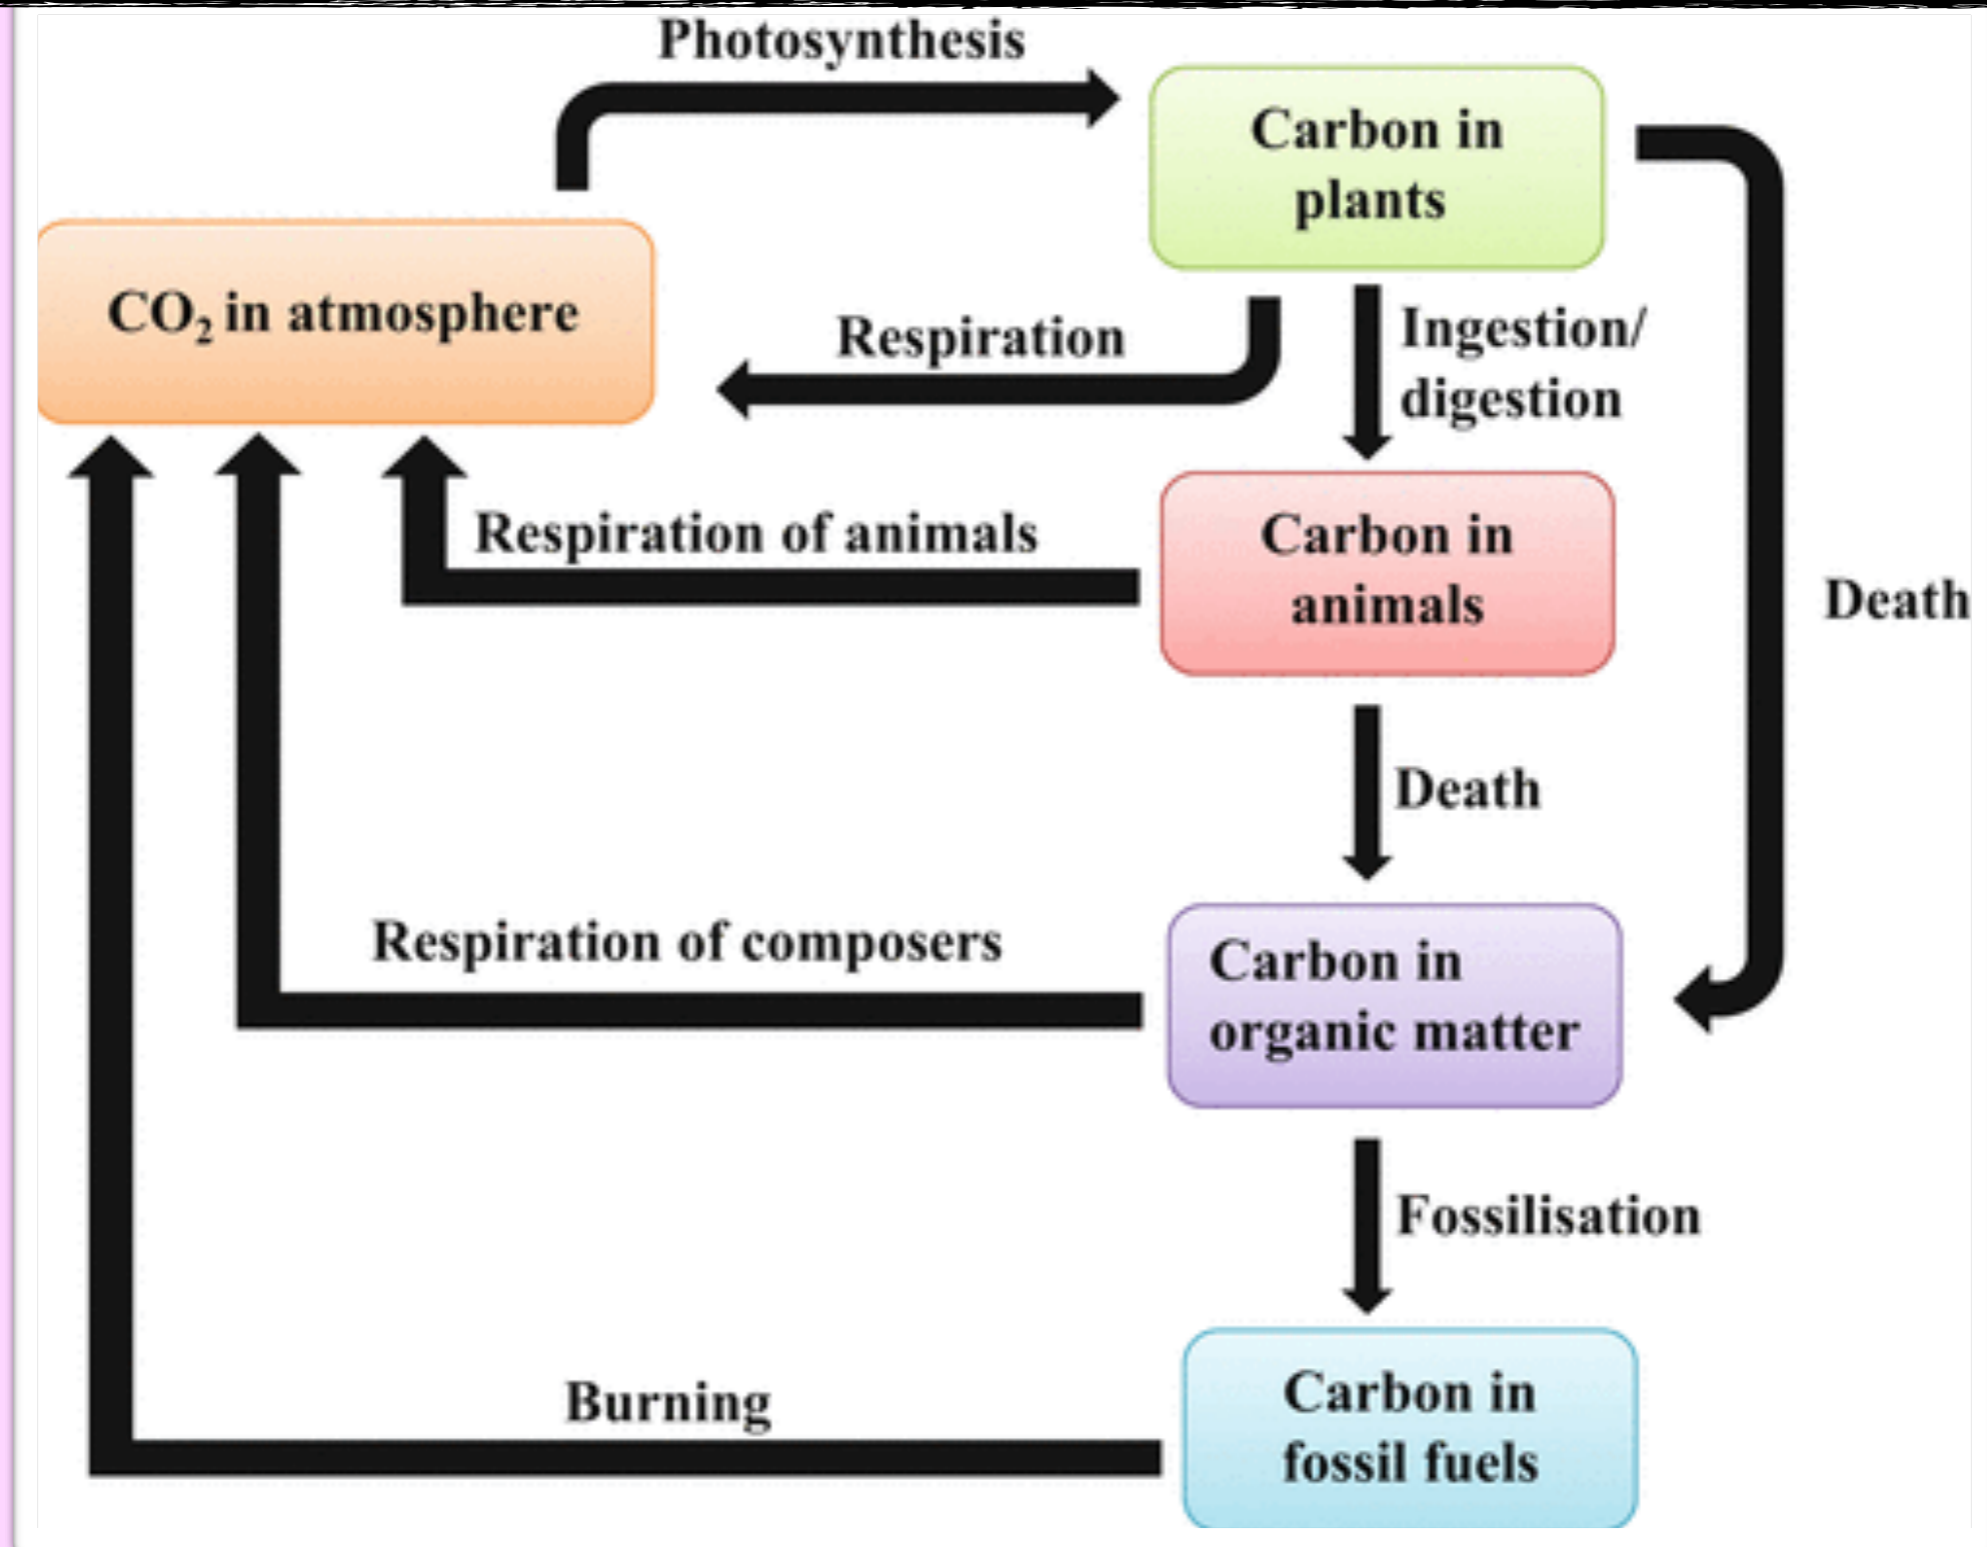 Photosynthesis
Carbon in
plants
CO₂ in atmosphere
Respiration
Ingestion/
digestion
Respiration of animals
Carbon in
animals
Death
Death
Respiration of composers
Carbon in
organic matter
Fossilisation
Burning
Carbon in
fossil fuels